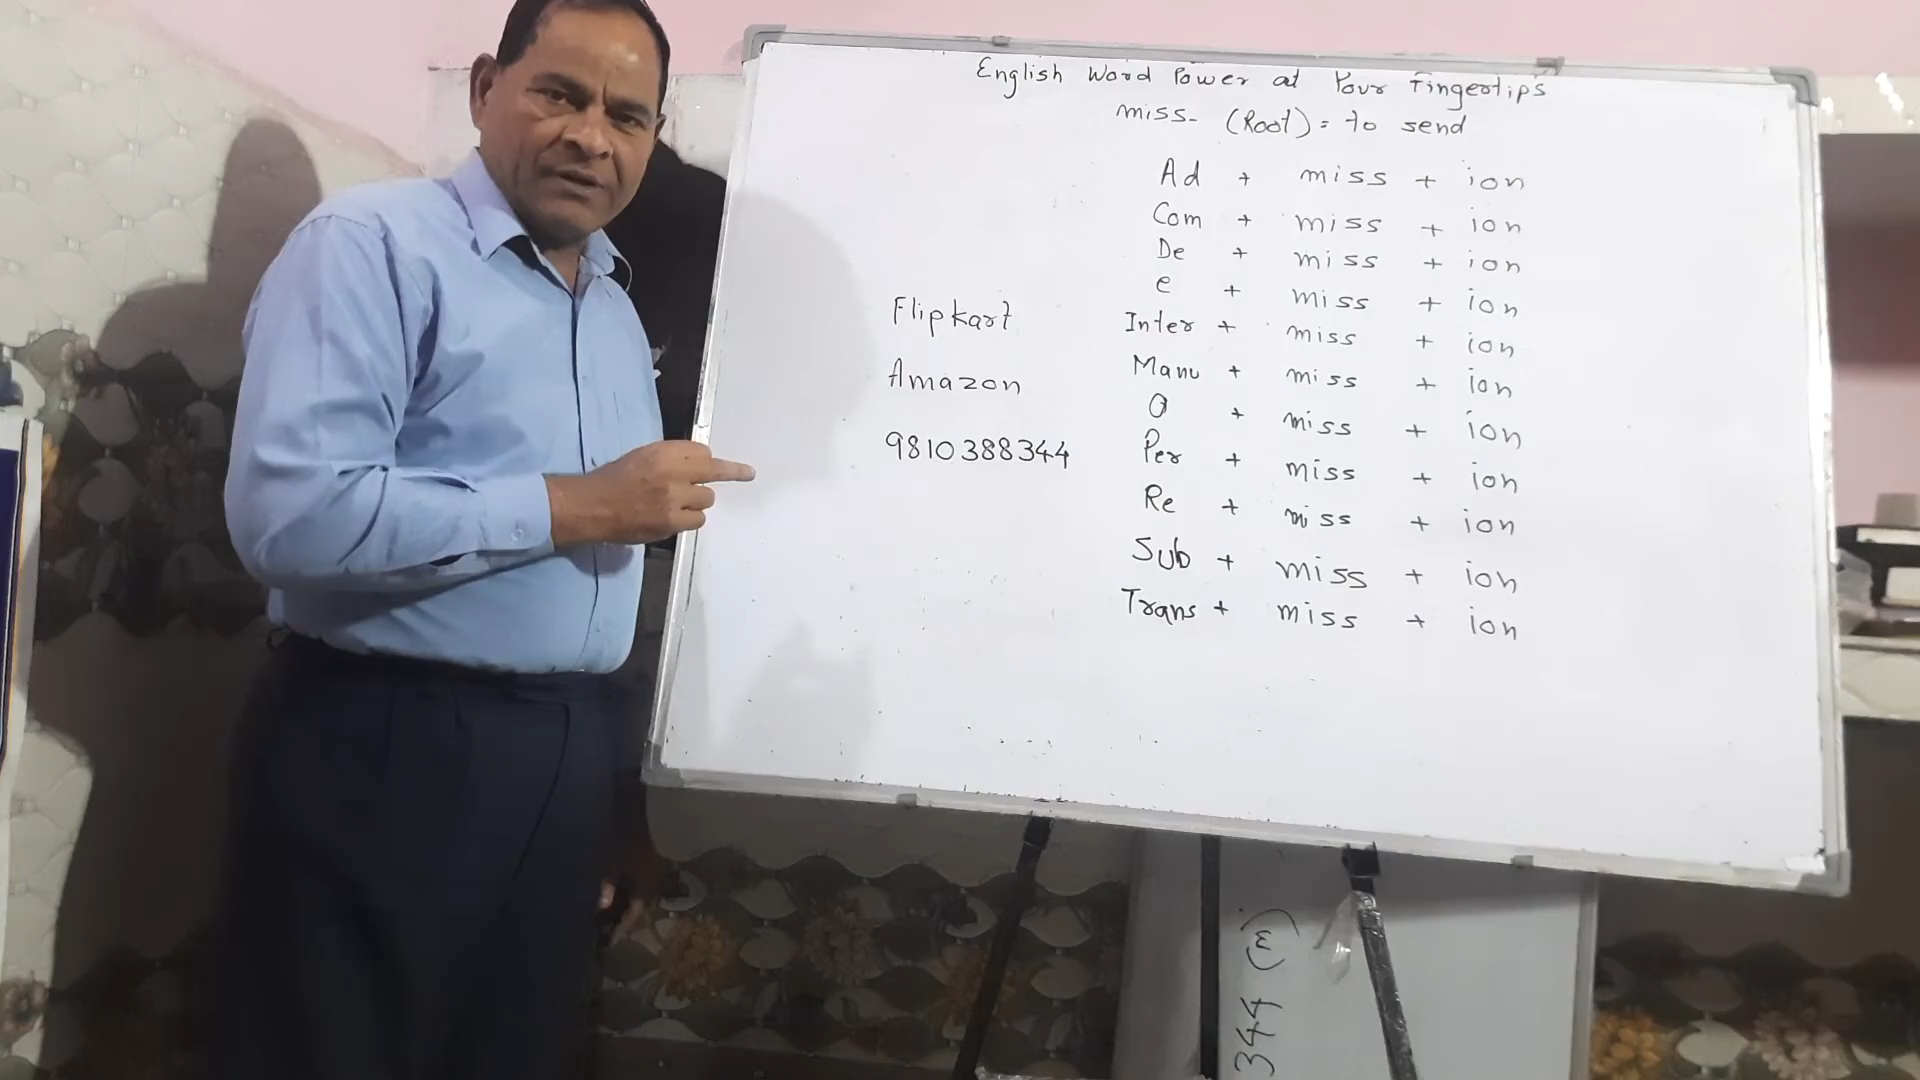 English Word Power at Your Fingertips
miss- (Root) = to send
Ad + miss + ion
Com + miss + ion
De + miss + ion
e + miss + ion
Inter + miss + ion
Manu + miss + ion
O + miss + ion
Per + miss + ion
Re + miss + ion
Sub + miss + ion
Trans + miss + ion
Flipkart
Amazon
9810388344
344 (m)